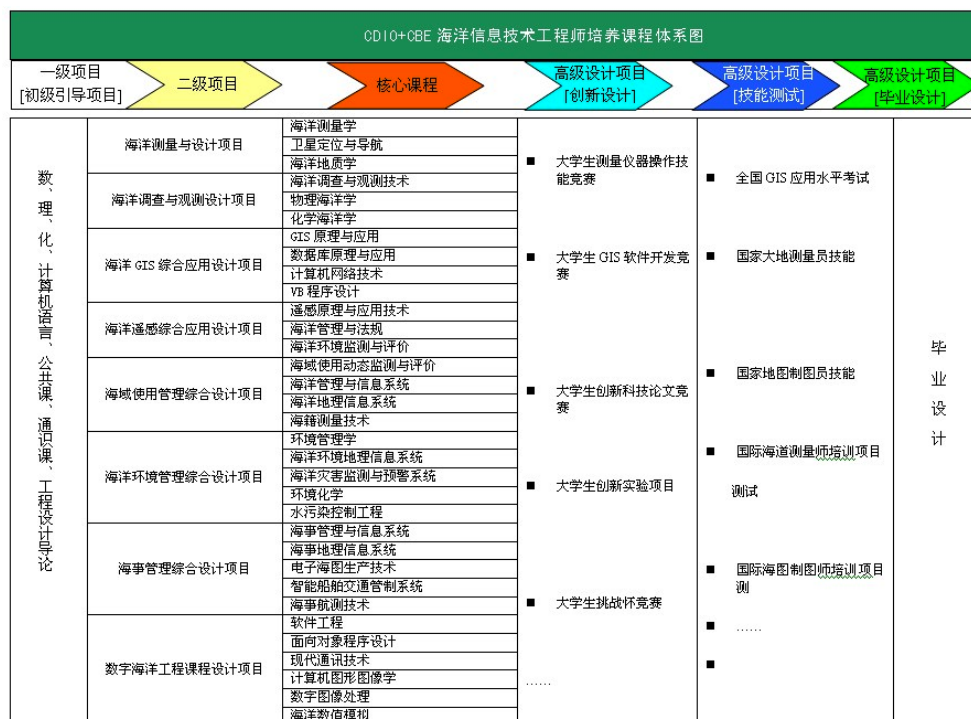 CDIO+CBE 海洋信息技术工程师培养课程体系图
一级项目
[初级引导项目]
二级项目
核心课程
高级设计项目
[创新设计]
高级设计项目
[技能测试]
高级设计项目
[毕业设计]
数、理、化、计算机语言、公共课、通识课、工程设计导论
海洋测量与设计项目
海洋测量学
卫星定位与导航
海洋地质学
海洋调查与观测设计项目
海洋调查与观测技术
物理海洋学
化学海洋学
海洋 GIS 综合应用设计项目
GIS 原理与应用
数据库原理与应用
计算机网络技术
VB 程序设计
海洋遥感综合应用设计项目
遥感原理与应用技术
海洋管理与法规
海洋环境监测与评价
海域使用管理综合设计项目
海域使用动态监测与评价
海洋管理与信息系统
海洋地理信息系统
海籍测量技术
海洋环境管理综合设计项目
环境管理学
海洋环境地理信息系统
海洋灾害监测与预警系统
环境化学
水污染控制工程
海事管理综合设计项目
海事管理与信息系统
海事地理信息系统
电子海图生产技术
智能船舶交通管制系统
海事航测技术
数字海洋工程课程设计项目
软件工程
面向对象程序设计
现代通讯技术
计算机图形图像学
数字图像处理
海洋数值模拟
■ 大学生测量仪器操作技
能竞赛
■ 大学生 GIS 软件开发竞
赛
■ 大学生创新科技论文竞
赛
■ 大学生创新实验项目
■ 大学生挑战怀竞赛
……
■ 全国 GIS 应用水平考试
■ 国家大地测量员技能
■ 国家地图制图员技能
■ 国际海道测量师培训项目
测试
■ 国际海图制图师培训项目
测
■ ……
■
毕业设计